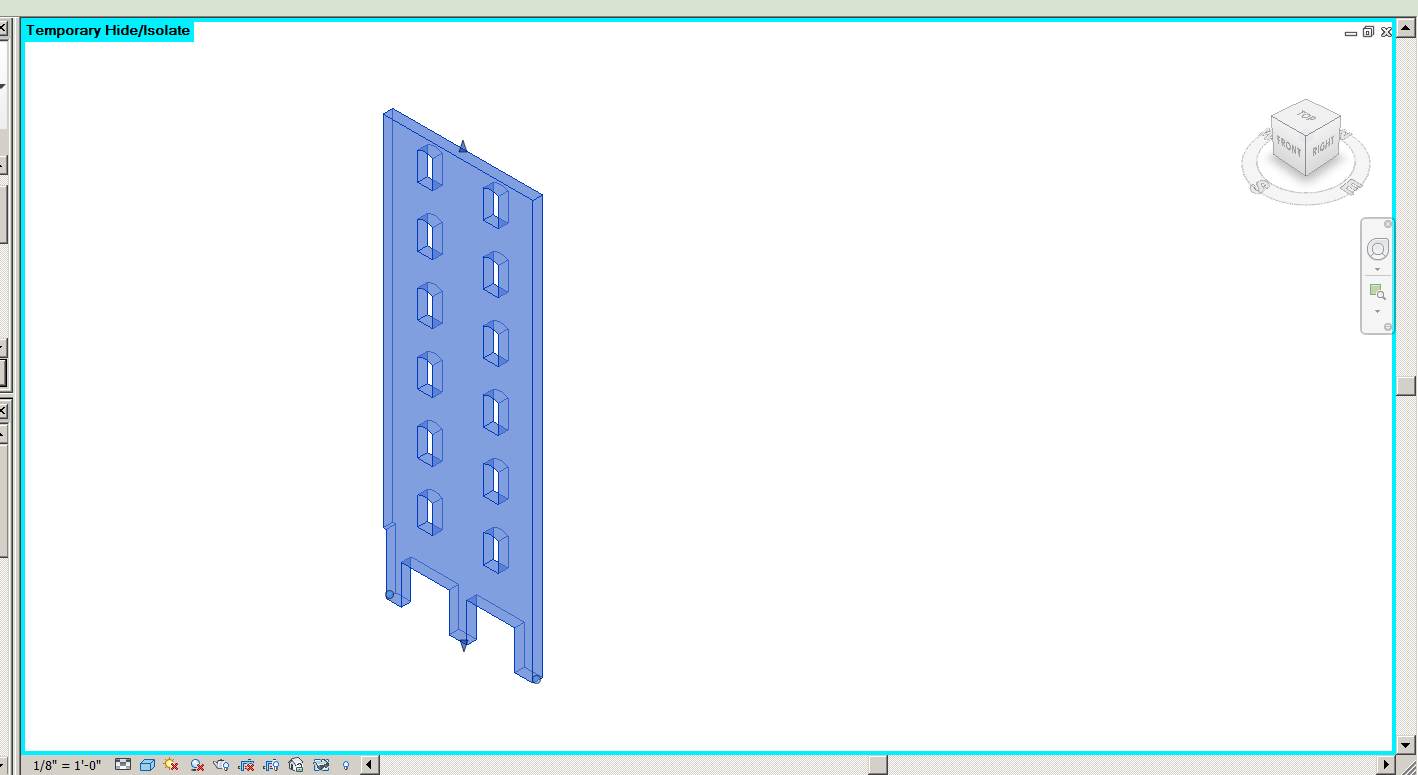 Temporary Hide/Isolate
TOP
FRONT
RIGHT
1/8" = 1'-0"